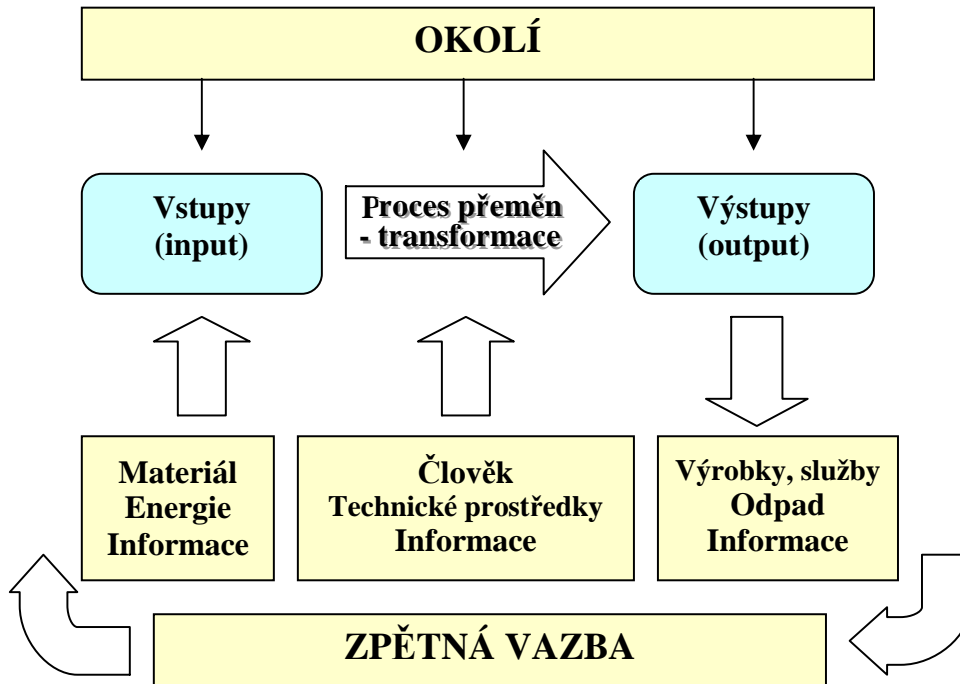 OKOLÍ
Vstupy
(input)
Proces přeměn
- transformace
Výstupy
(output)
Materiál
Energie
Informace
Člověk
Technické prostředky
Informace
Výrobky, služby
Odpad
Informace
ZPĚTNÁ VAZBA